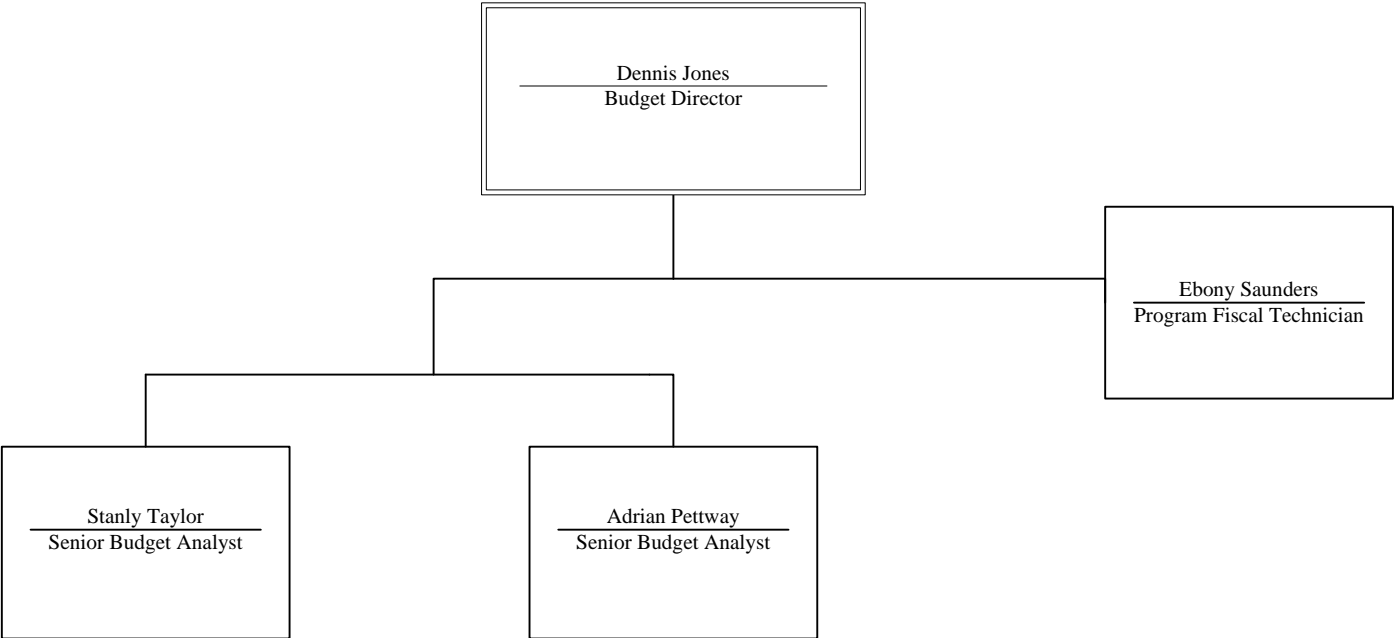 Dennis Jones
Budget Director
Ebony Saunders
Program Fiscal Technician
Stanly Taylor
Senior Budget Analyst
Adrian Pettway
Senior Budget Analyst